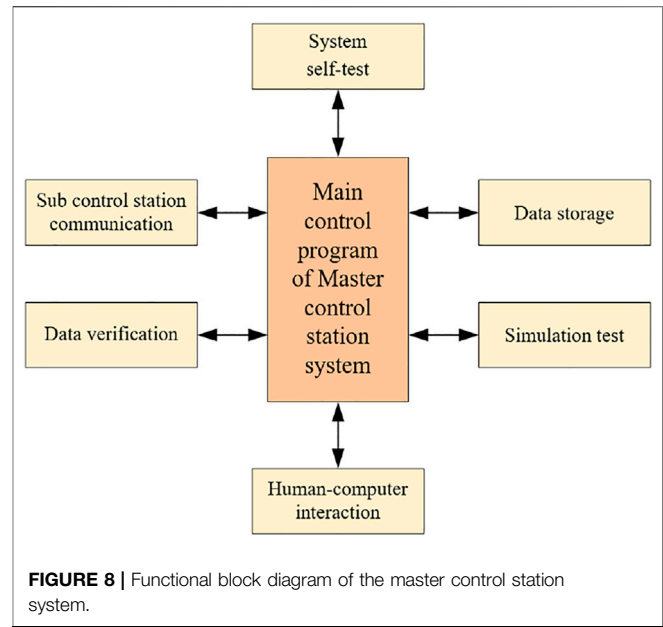 System
self-test
Sub control station
communication
Main
control
program
of Master
control
station
system
Data storage
Data verification
Simulation test
Human-computer
interaction
FIGURE 8 | Functional block diagram of the master control station
system.